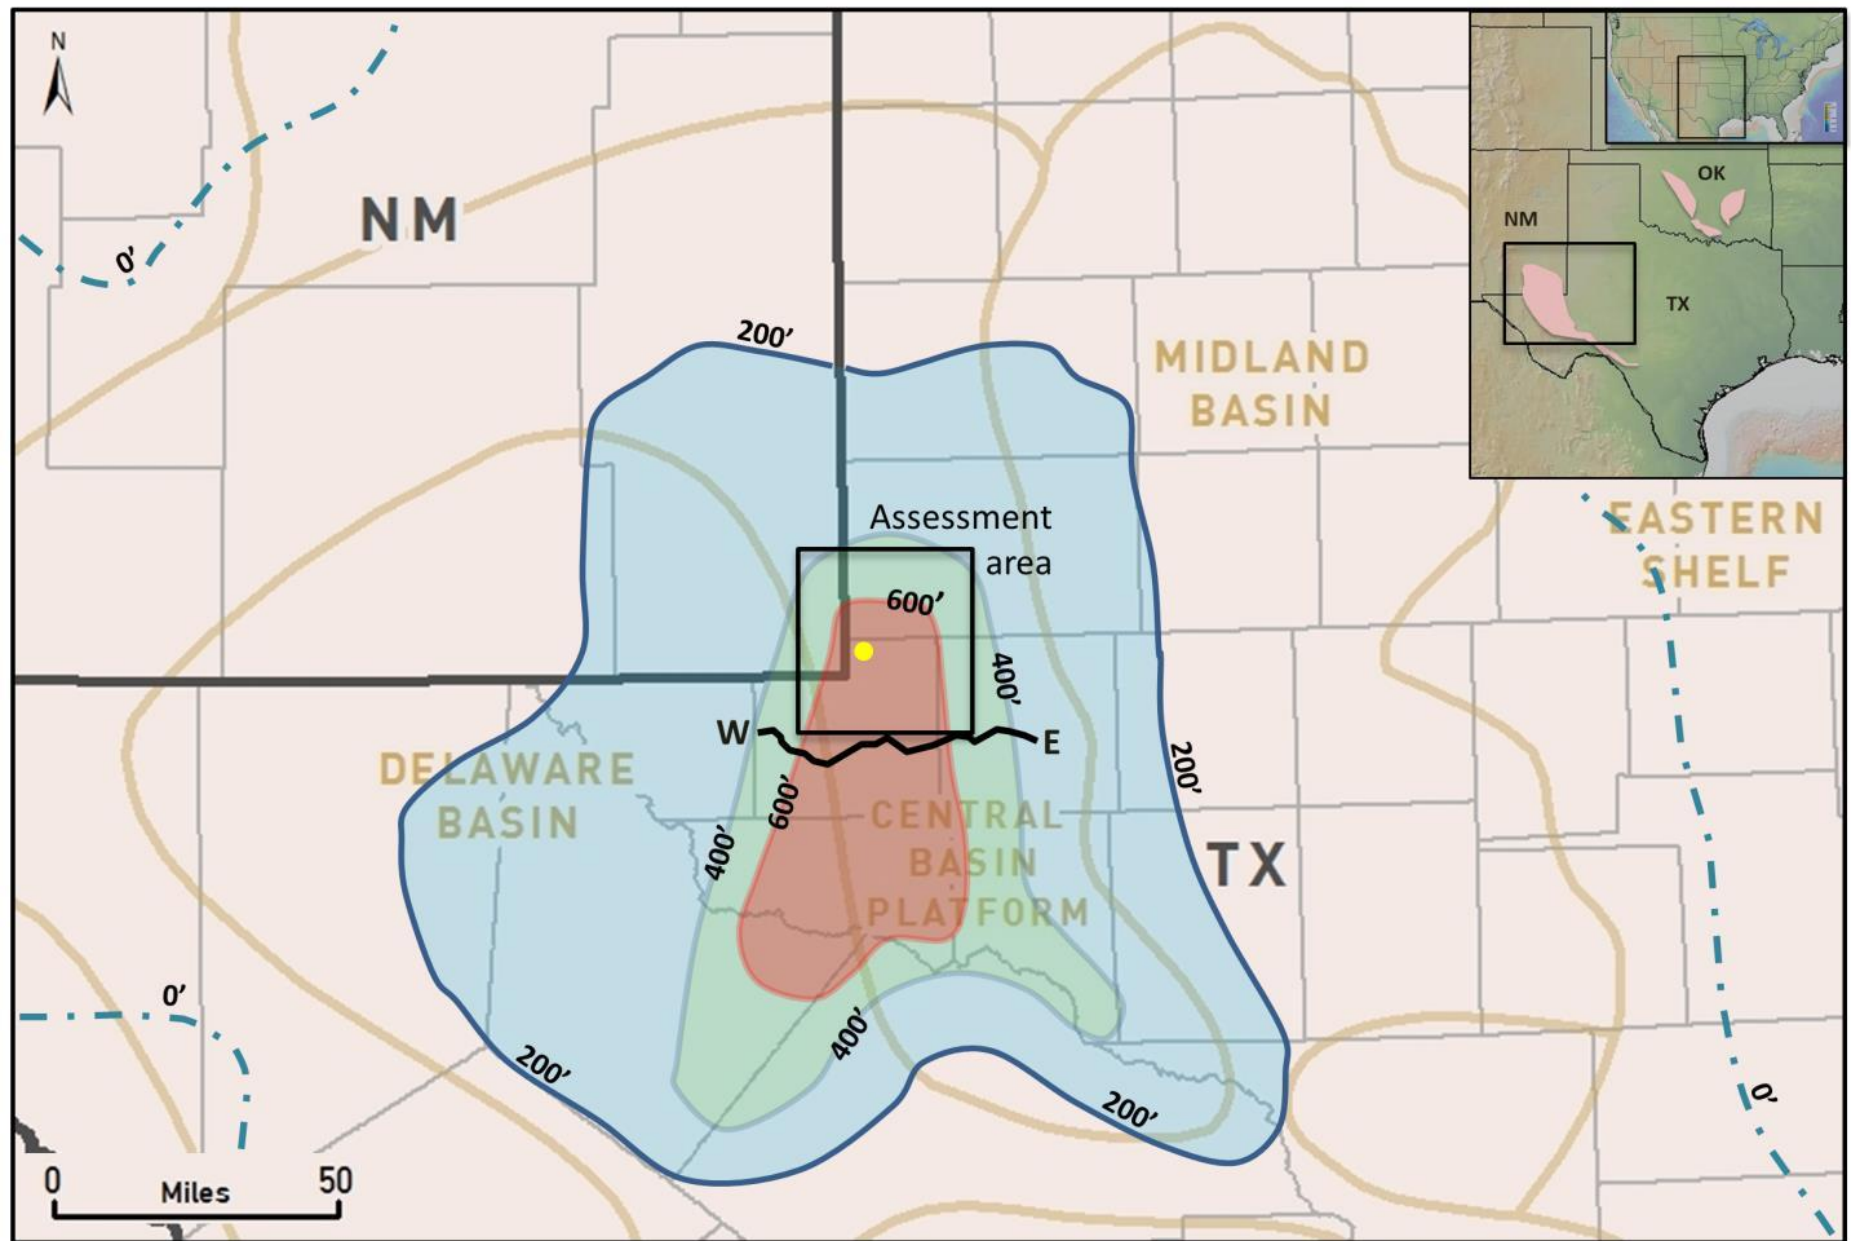 N
NM
0'
200'
MIDLAND
BASIN
OK
NM
TX
EASTERN
SHELF
Assessment
area
600'
400'
W
E
200'
DELAWARE
BASIN
600'
400'
CENTRAL
BASIN
PLATFORM
TX
0'
400'
200'
200'
0'
0
Miles
50